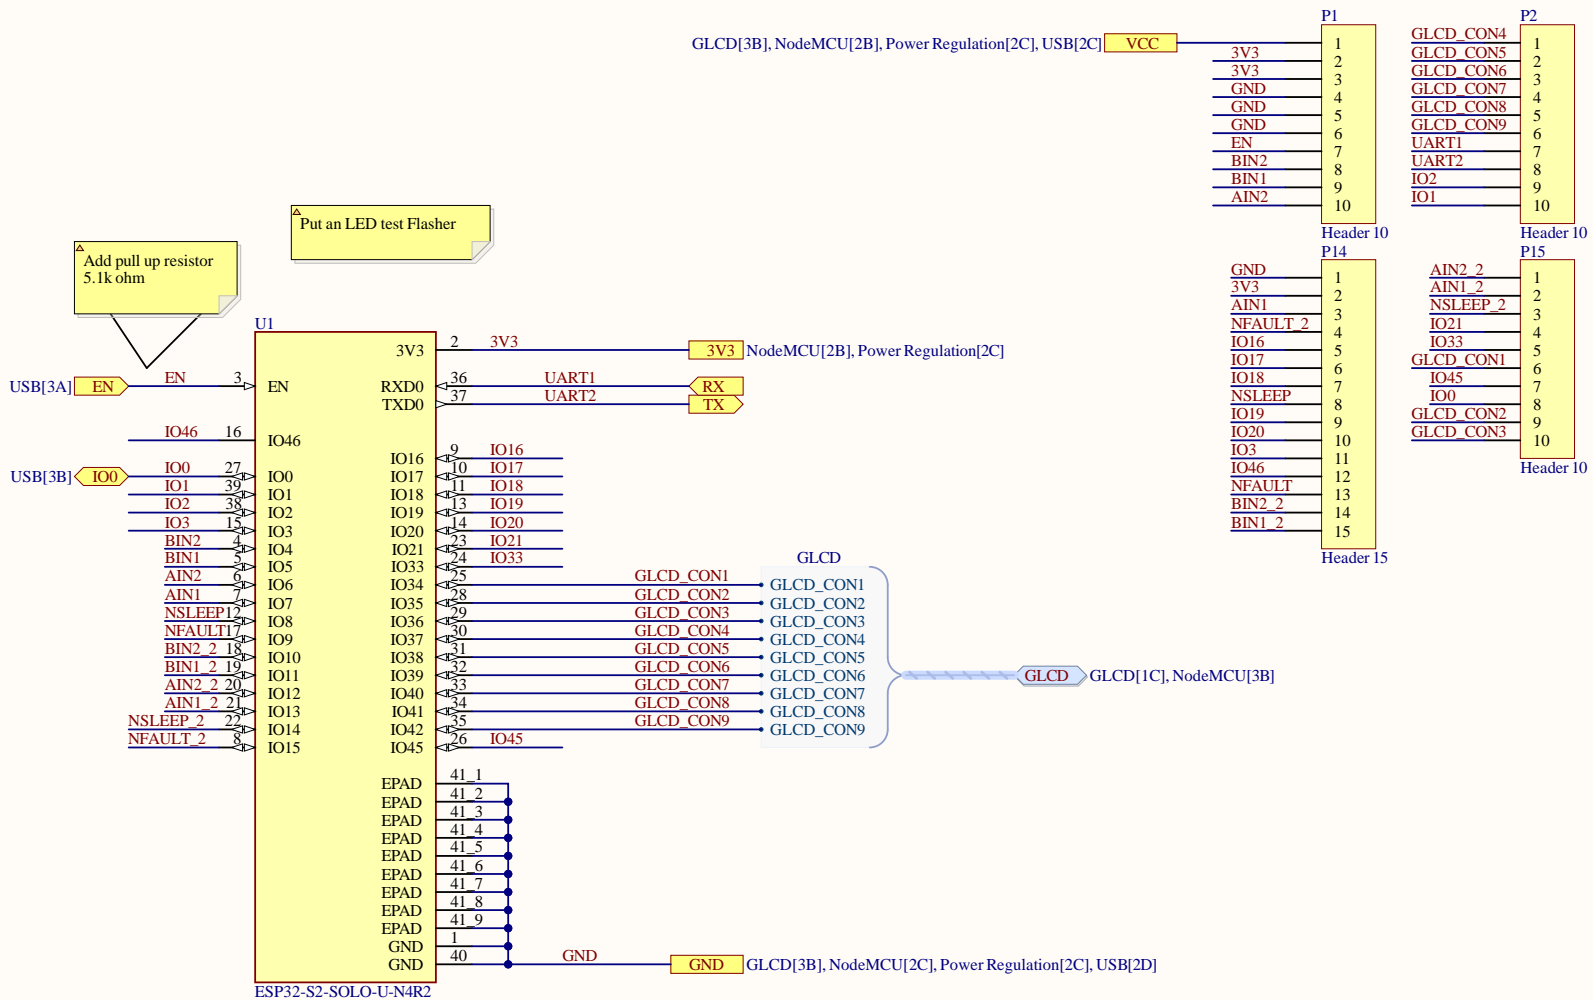 GLCD[3B], NodeMCU[2B], Power Regulation[2C], USB[2C] VCC
P1
1
3V3 2
3V3 3
GND 4
GND 5
GND 6
EN 7
BIN2 8
BIN1 9
AIN2 10
Header 10
P2
GLCD_CON4 1
GLCD_CON5 2
GLCD_CON6 3
GLCD_CON7 4
GLCD_CON8 5
GLCD_CON9 6
UART1 7
UART2 8
IO2 9
IO1 10
Header 10
P14
GND 1
3V3 2
AIN1 3
NFAULT_2 4
IO16 5
IO17 6
IO18 7
NSLEEP 8
IO19 9
IO20 10
IO3 11
IO46 12
NFAULT 13
BIN2_2 14
BIN1_2 15
Header 15
P15
AIN2_2 1
AIN1_2 2
NSLEEP_2 3
IO21 4
IO33 5
GLCD_CON1 6
IO45 7
IO0 8
GLCD_CON2 9
GLCD_CON3 10
Header 10
Put an LED test Flasher
Add pull up resistor
5.1k ohm
U1
USB[3A] EN EN 3 EN
IO46 16 IO46
USB[3B] IO0 IO0 27 IO0
IO1 39 IO1
IO2 38 IO2
IO3 15 IO3
BIN2 4 IO4
BIN1 5 IO5
AIN2 6 IO6
AIN1 7 IO7
NSLEEP 12 IO8
NFAULT 17 IO9
BIN2_2 18 IO10
BIN1_2 19 IO11
AIN2_2 20 IO12
AIN1_2 21 IO13
NSLEEP_2 22 IO14
NFAULT_2 8 IO15
3V3 2 3V3 3V3 NodeMCU[2B], Power Regulation[2C]
RXD0 36 UART1 RX
TXD0 37 UART2 TX
IO16 9 IO16
IO17 10 IO17
IO18 11 IO18
IO19 13 IO19
IO20 14 IO20
IO21 23 IO21
IO33 24 IO33
GLCD
IO34 25 GLCD_CON1 GLCD_CON1
IO35 28 GLCD_CON2 GLCD_CON2
IO36 29 GLCD_CON3 GLCD_CON3
IO37 30 GLCD_CON4 GLCD_CON4
IO38 31 GLCD_CON5 GLCD_CON5
IO39 32 GLCD_CON6 GLCD_CON6
GLCD GLCD[1C], NodeMCU[3B]
IO40 33 GLCD_CON7 GLCD_CON7
IO41 34 GLCD_CON8 GLCD_CON8
IO42 35 GLCD_CON9 GLCD_CON9
IO45 26 IO45
EPAD 41_1
EPAD 41_2
EPAD 41_3
EPAD 41_4
EPAD 41_5
EPAD 41_6
EPAD 41_7
EPAD 41_8
EPAD 41_9
GND 1
GND 40 GND GND GLCD[3B], NodeMCU[2C], Power Regulation[2C], USB[2D]
ESP32-S2-SOLO-U-N4R2